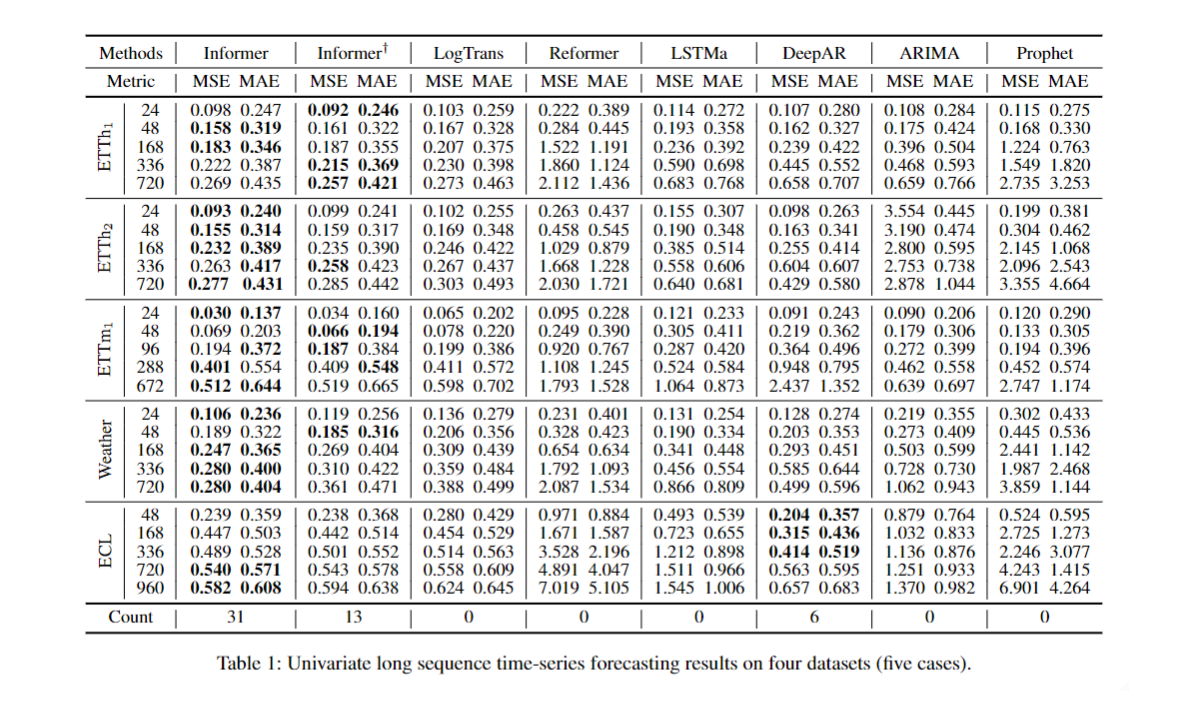 Methods Informer Informer† LogTrans Reformer LSTMa DeepAR ARIMA Prophet
Metric MSE MAE MSE MAE MSE MAE MSE MAE MSE MAE MSE MAE MSE MAE MSE MAE
ETTh1
24 0.098 0.247 0.092 0.246 0.103 0.259 0.222 0.389 0.114 0.272 0.107 0.280 0.108 0.284 0.115 0.275
48 0.158 0.319 0.161 0.322 0.167 0.328 0.284 0.445 0.193 0.358 0.162 0.327 0.175 0.424 0.168 0.330
168 0.183 0.346 0.187 0.355 0.207 0.375 1.522 1.191 0.236 0.392 0.239 0.422 0.396 0.504 1.224 0.763
336 0.222 0.387 0.215 0.369 0.230 0.398 1.860 1.124 0.590 0.698 0.445 0.552 0.468 0.593 1.549 1.820
720 0.269 0.435 0.257 0.421 0.273 0.463 2.112 1.436 0.683 0.768 0.658 0.707 0.659 0.766 2.735 3.253
ETTh2
24 0.093 0.240 0.099 0.241 0.102 0.255 0.263 0.437 0.155 0.307 0.098 0.263 3.554 0.445 0.199 0.381
48 0.155 0.314 0.159 0.317 0.169 0.348 0.458 0.545 0.190 0.348 0.163 0.341 3.190 0.474 0.304 0.462
168 0.232 0.389 0.235 0.390 0.246 0.422 1.029 0.879 0.385 0.514 0.255 0.414 2.800 0.595 2.145 1.068
336 0.263 0.417 0.258 0.423 0.267 0.437 1.668 1.228 0.558 0.606 0.604 0.607 2.753 0.738 2.096 2.543
720 0.277 0.431 0.285 0.442 0.303 0.493 2.030 1.721 0.640 0.681 0.429 0.580 2.878 1.044 3.355 4.664
ETTm1
24 0.030 0.137 0.034 0.160 0.065 0.202 0.095 0.228 0.121 0.233 0.091 0.243 0.090 0.206 0.120 0.290
48 0.069 0.203 0.066 0.194 0.078 0.220 0.249 0.390 0.305 0.411 0.219 0.362 0.179 0.306 0.133 0.305
96 0.194 0.372 0.187 0.384 0.199 0.386 0.920 0.767 0.287 0.420 0.364 0.496 0.272 0.399 0.194 0.396
288 0.401 0.554 0.409 0.548 0.411 0.572 1.108 1.245 0.524 0.584 0.948 0.795 0.462 0.558 0.452 0.574
672 0.512 0.644 0.519 0.665 0.598 0.702 1.793 1.528 1.064 0.873 2.437 1.352 0.639 0.697 2.747 1.174
Weather
24 0.106 0.236 0.119 0.256 0.136 0.279 0.231 0.401 0.131 0.254 0.128 0.274 0.219 0.355 0.302 0.433
48 0.189 0.322 0.185 0.316 0.206 0.356 0.328 0.423 0.190 0.334 0.203 0.353 0.273 0.409 0.445 0.536
168 0.247 0.365 0.269 0.404 0.309 0.439 0.654 0.634 0.341 0.448 0.293 0.451 0.503 0.599 2.441 1.142
336 0.280 0.400 0.310 0.422 0.359 0.484 1.792 1.093 0.456 0.554 0.585 0.644 0.728 0.730 1.987 2.468
720 0.280 0.404 0.361 0.471 0.388 0.499 2.087 1.534 0.866 0.809 0.499 0.596 1.062 0.943 3.859 1.144
ECL
48 0.239 0.359 0.238 0.368 0.280 0.429 0.971 0.884 0.493 0.539 0.204 0.357 0.879 0.764 0.524 0.595
168 0.447 0.503 0.442 0.514 0.454 0.529 1.671 1.587 0.723 0.655 0.315 0.436 1.032 0.833 2.725 1.273
336 0.489 0.528 0.501 0.552 0.514 0.563 3.528 2.196 1.212 0.898 0.414 0.519 1.136 0.876 2.246 3.077
720 0.540 0.571 0.543 0.578 0.558 0.609 4.891 4.047 1.511 0.966 0.563 0.595 1.251 0.933 4.243 1.415
960 0.582 0.608 0.594 0.638 0.624 0.645 7.019 5.105 1.545 1.006 0.657 0.683 1.370 0.982 6.901 4.264
Count 31 13 0 0 0 6 0 0
Table 1: Univariate long sequence time-series forecasting results on four datasets (five cases).